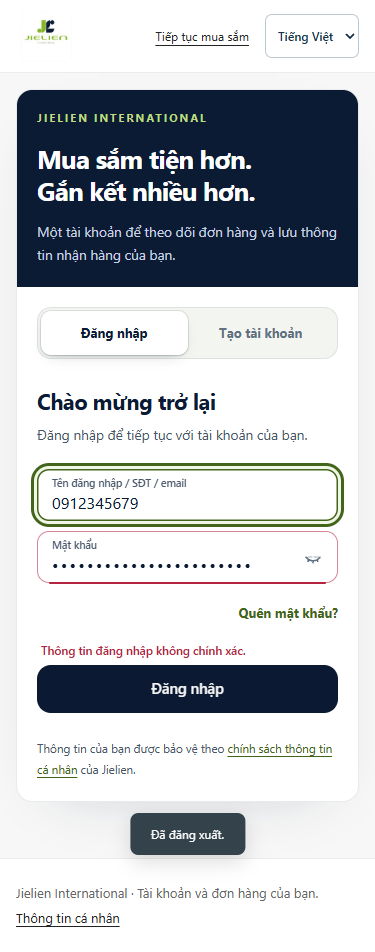 JIELIEN
Tiếp tục mua sắm
Tiếng Việt
JIELIEN INTERNATIONAL
Mua sắm tiện hơn.
Gắn kết nhiều hơn.
Một tài khoản để theo dõi đơn hàng và lưu thông
tin nhận hàng của bạn.
Đăng nhập
Tạo tài khoản
Chào mừng trở lại
Đăng nhập để tiếp tục với tài khoản của bạn.
Tên đăng nhập / SĐT / email
0912345679
Mật khẩu
•••••••••••••••••••••••
Quên mật khẩu?
Thông tin đăng nhập không chính xác.
Đăng nhập
Thông tin của bạn được bảo vệ theo chính sách thông tin
cá nhân của Jielien.
Đã đăng xuất.
Jielien International · Tài khoản và đơn hàng của bạn.
Thông tin cá nhân